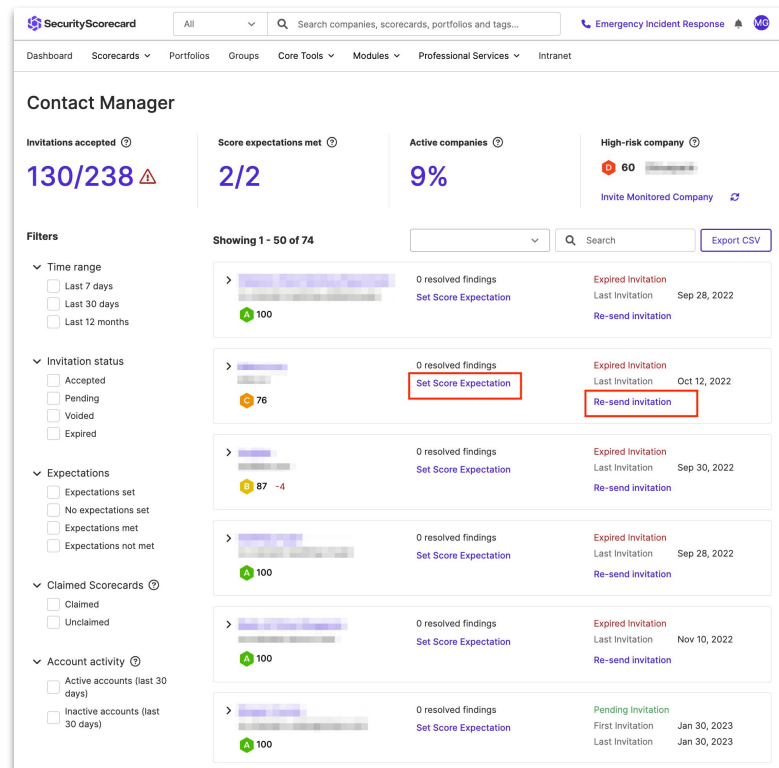 SecurityScorecard
All
Search companies, scorecards, portfolios and tags...
Emergency Incident Response
MG
Dashboard Scorecards Portfolios Groups Core Tools Modules Professional Services Intranet
Contact Manager
Invitations accepted
130/238
Score expectations met
2/2
Active companies
9%
High-risk company
D 60
Invite Monitored Company
Filters
Time range
Last 7 days
Last 30 days
Last 12 months
Invitation status
Accepted
Pending
Voided
Expired
Expectations
Expectations set
No expectations set
Expectations met
Expectations not met
Claimed Scorecards
Claimed
Unclaimed
Account activity
Active accounts (last 30
days)
Inactive accounts (last
30 days)
Showing 1 - 50 of 74
Search
Export CSV
A 100
0 resolved findings
Set Score Expectation
Expired Invitation
Last Invitation Sep 28, 2022
Re-send invitation
C 76
0 resolved findings
Set Score Expectation
Expired Invitation
Last Invitation Oct 12, 2022
Re-send invitation
B 87 -4
0 resolved findings
Set Score Expectation
Expired Invitation
Last Invitation Sep 30, 2022
Re-send invitation
A 100
0 resolved findings
Set Score Expectation
Expired Invitation
Last Invitation Sep 28, 2022
Re-send invitation
A 100
0 resolved findings
Set Score Expectation
Expired Invitation
Last Invitation Nov 10, 2022
Re-send invitation
A 100
0 resolved findings
Set Score Expectation
Pending Invitation
First Invitation Jan 30, 2023
Last Invitation Jan 30, 2023